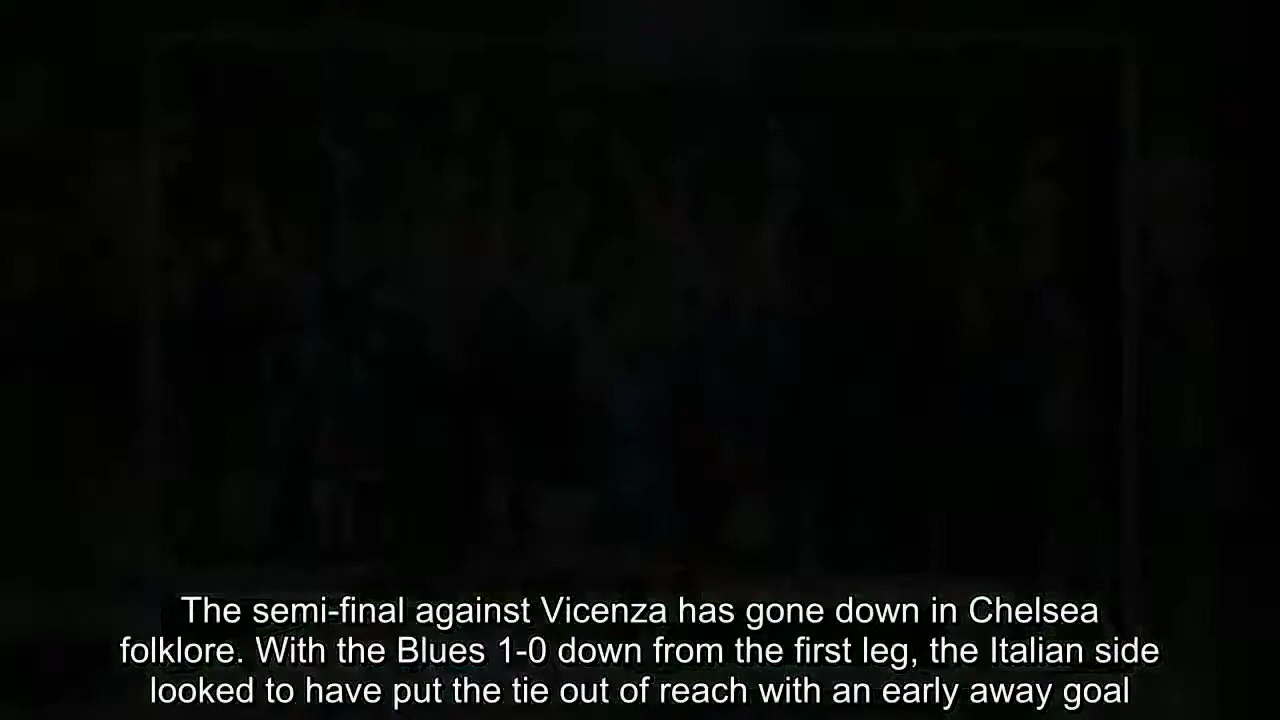 The semi-final against Vicenza has gone down in Chelsea
folklore. With the Blues 1-0 down from the first leg, the Italian side
looked to have put the tie out of reach with an early away goal